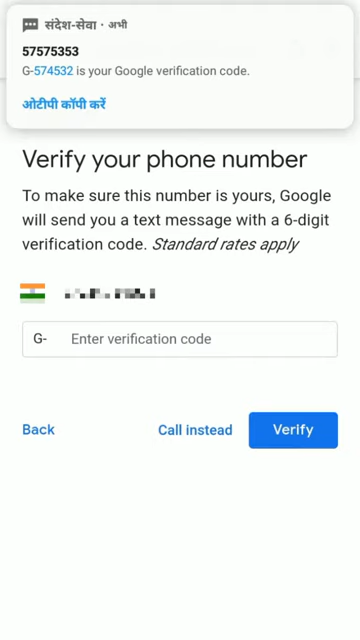 संदेश-सेवा · अभी
57575353
G-574532 is your Google verification code.
ओटीपी कॉपी करें
Verify your phone number
To make sure this number is yours, Google
will send you a text message with a 6-digit
verification code. Standard rates apply
G- Enter verification code
Back Call instead Verify